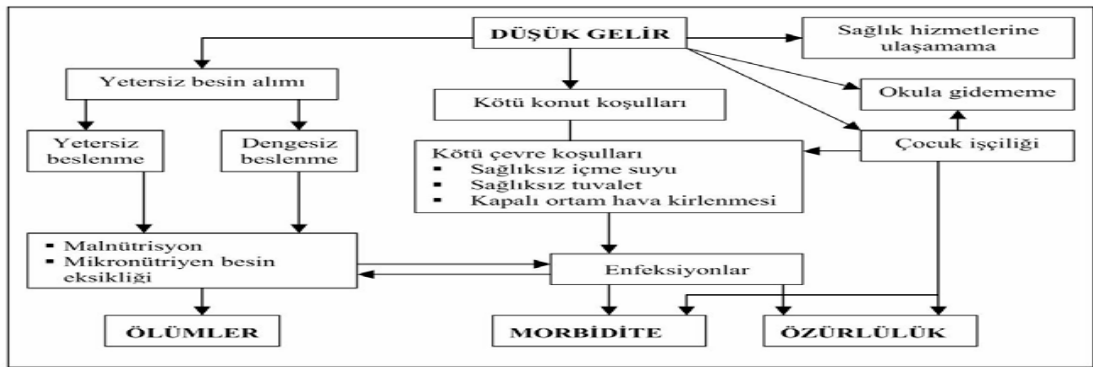 DÜŞÜK GELİR
Sağlık hizmetlerine
ulaşamama
Yetersiz besin alımı
Kötü konut koşulları
Okula gidememe
Yetersiz
beslenme
Dengesiz
beslenme
Çocuk işçiliği
Kötü çevre koşulları
▪ Sağlıksız içme suyu
▪ Sağlıksız tuvalet
▪ Kapalı ortam hava kirlenmesi
▪ Malnütrisyon
▪ Mikronütriyen besin
eksikliği
Enfeksiyonlar
ÖLÜMLER
MORBİDİTE
ÖZÜRLÜLÜK